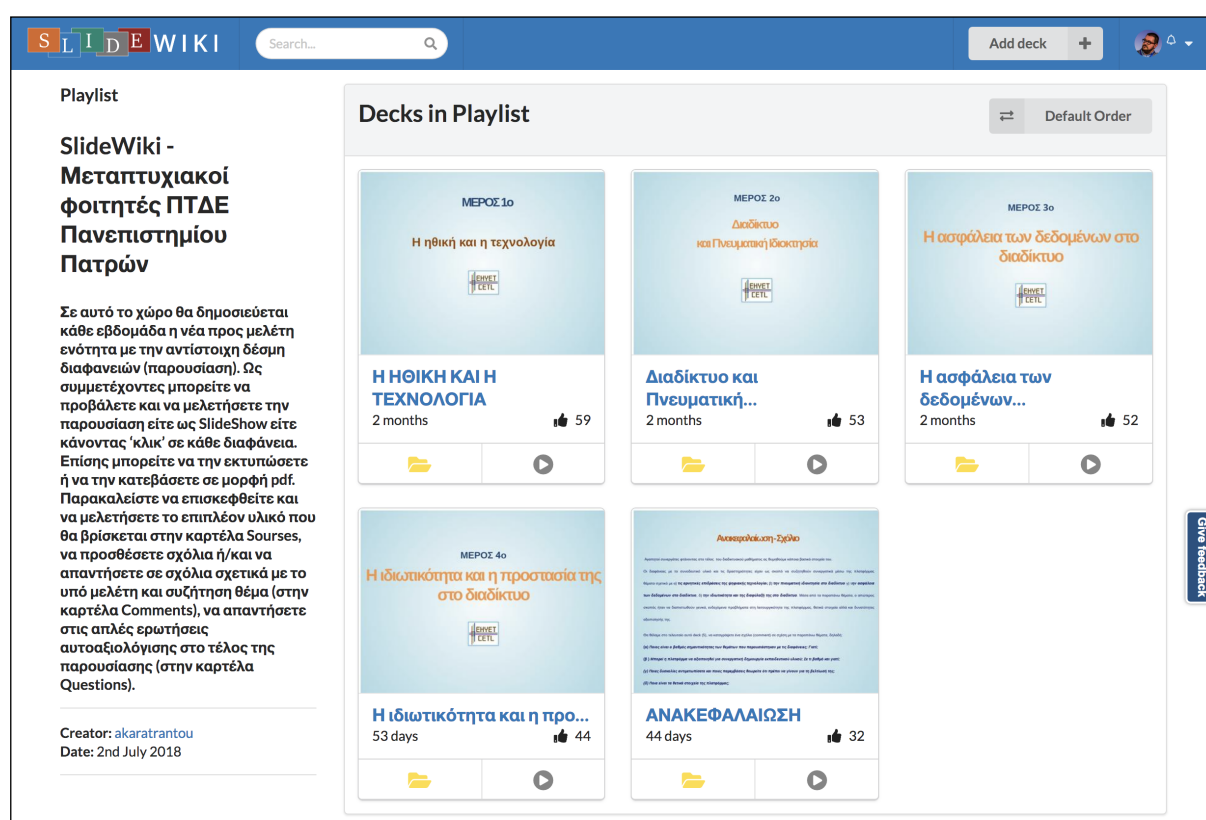 SLIDEWIKI
Search...
Add deck
Playlist
SlideWiki -
Μεταπτυχιακοί
φοιτητές ΠΤΔΕ
Πανεπιστημίου
Πατρών
Σε αυτό το χώρο θα δημοσιεύεται
κάθε εβδομάδα η νέα προς μελέτη
ενότητα με την αντίστοιχη δέσμη
διαφανειών (παρουσίαση). Ως
συμμετέχοντες μπορείτε να
προβάλετε και να μελετήσετε την
παρουσίαση είτε ως SlideShow είτε
κάνοντας ‘κλικ’ σε κάθε διαφάνεια.
Επίσης μπορείτε να την εκτυπώσετε
ή να την κατεβάσετε σε μορφή pdf.
Παρακαλείστε να επισκεφθείτε και
να μελετήσετε το επιπλέον υλικό που
θα βρίσκεται στην καρτέλα Sourses,
να προσθέσετε σχόλια ή/και να
απαντήσετε σε σχόλια σχετικά με το
υπό μελέτη και συζήτηση θέμα (στην
καρτέλα Comments), να απαντήσετε
στις απλές ερωτήσεις
αυτοαξιολόγισης στο τέλος της
παρουσίασης (στην καρτέλα
Questions).
Creator: akaratrantou
Date: 2nd July 2018
Decks in Playlist
Default Order
ΜΕΡΟΣ 1ο
Η ηθική και η τεχνολογία
EHVET
CETL
Η ΗΘΙΚΗ ΚΑΙ Η
ΤΕΧΝΟΛΟΓΙΑ
2 months 59
ΜΕΡΟΣ 2ο
Διαδίκτυο
και Πνευματική Ιδιοκτησία
EHVET
CETL
Διαδίκτυο και
Πνευματική...
2 months 53
ΜΕΡΟΣ 3ο
Η ασφάλεια των δεδομένων στο
διαδίκτυο
EHVET
CETL
Η ασφάλεια των
δεδομένων...
2 months 52
ΜΕΡΟΣ 4ο
Η ιδιωτικότητα και η προστασία της
στο διαδίκτυο
EHVET
CETL
Η ιδιωτικότητα και η προ...
53 days 44
Ανακεφαλαίωση - Σχόλιο
ΑΝΑΚΕΦΑΛΑΙΩΣΗ
44 days 32
Give feedback